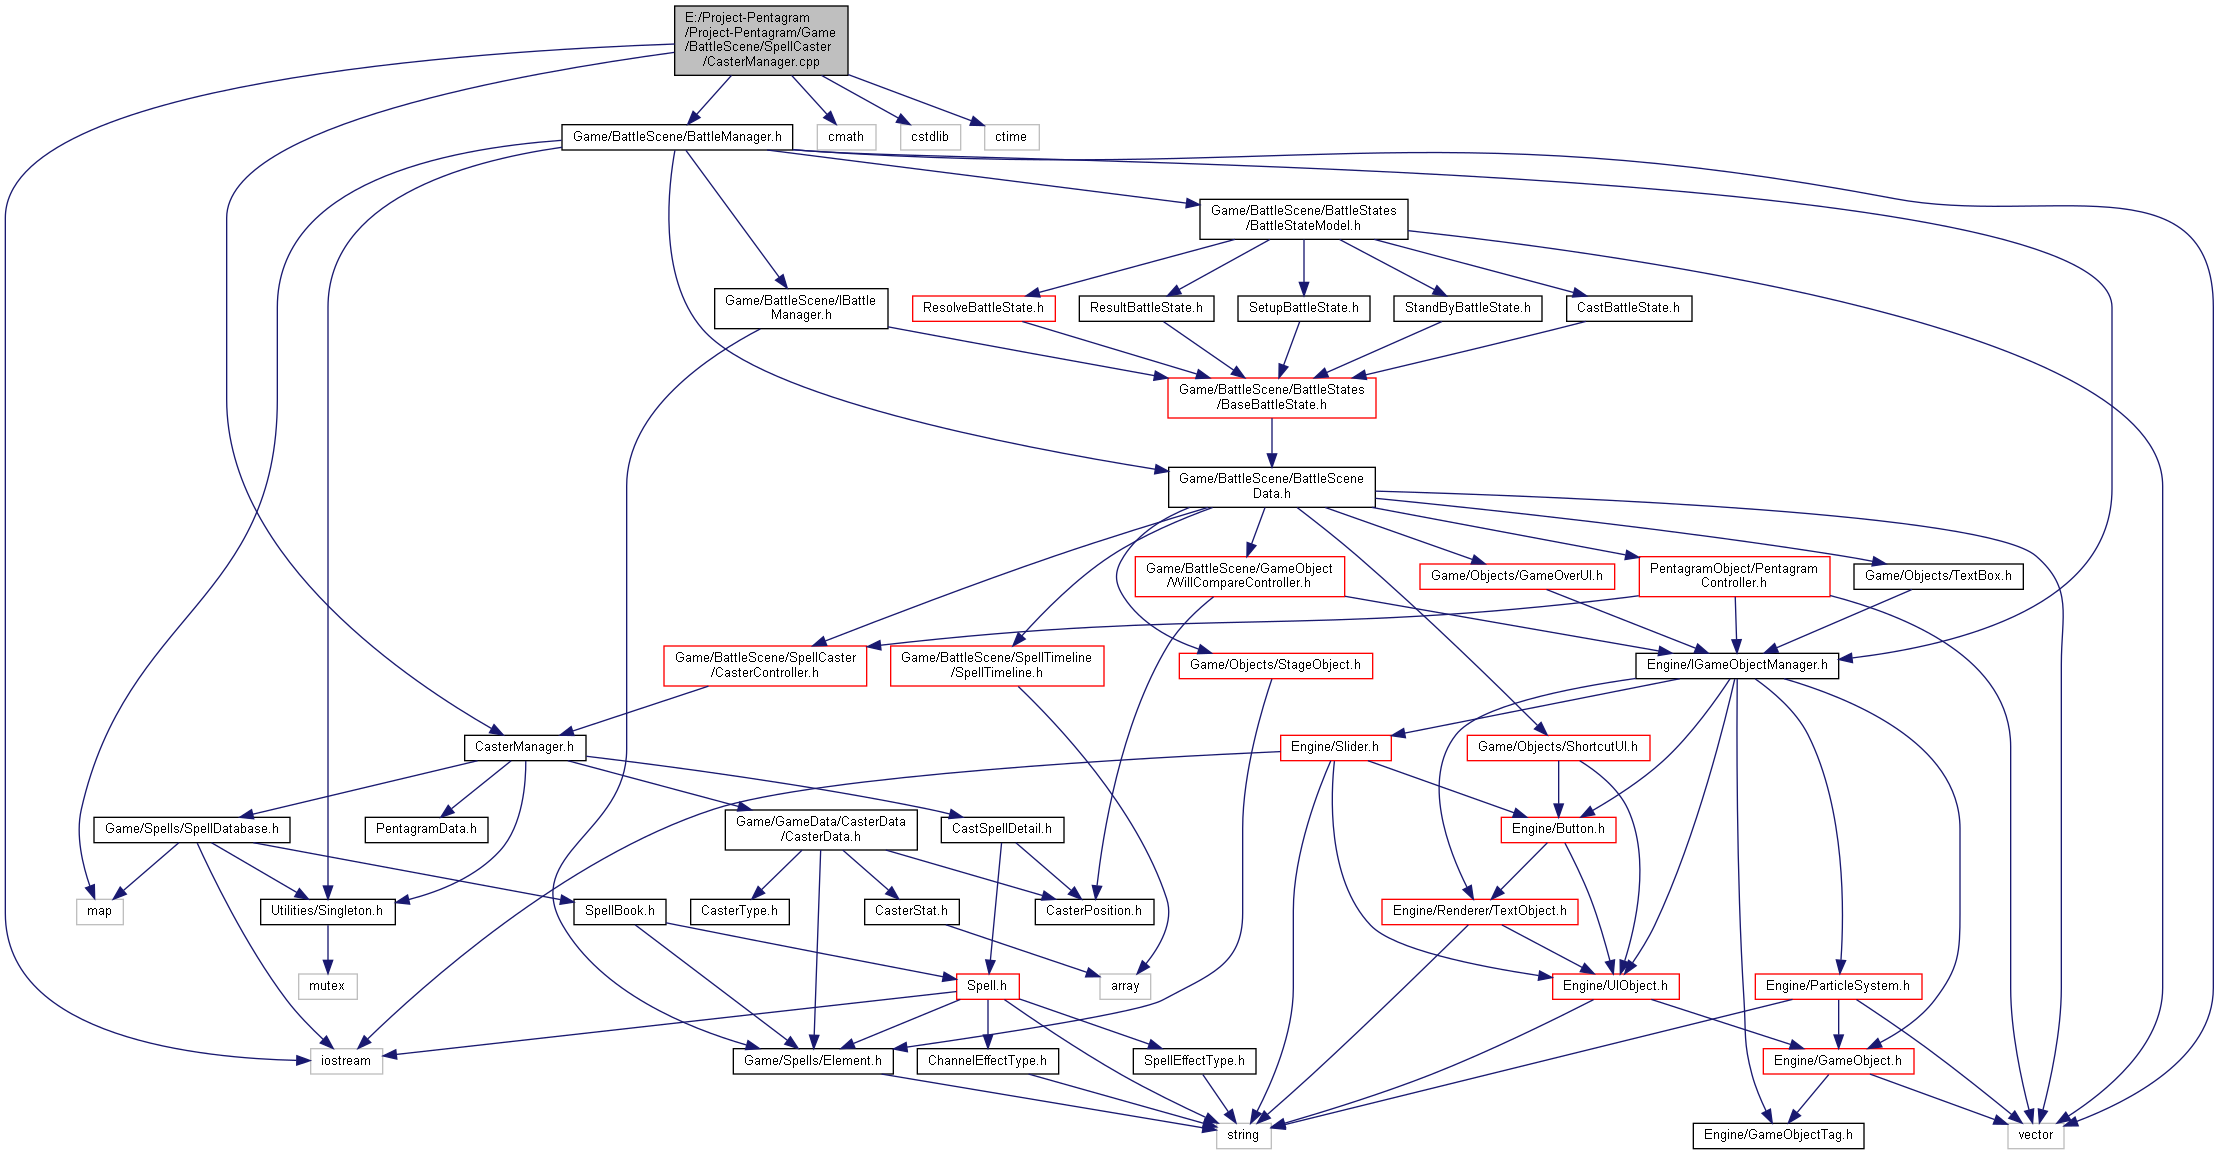 E:/Project-Pentagram
/Project-Pentagram/Game
/BattleScene/SpellCaster
/CasterManager.cpp
Game/BattleScene/BattleManager.h
cmath
cstdlib
ctime
Game/BattleScene/BattleStates
/BattleStateModel.h
Game/BattleScene/IBattle
Manager.h
ResolveBattleState.h
ResultBattleState.h
SetupBattleState.h
StandByBattleState.h
CastBattleState.h
Game/BattleScene/BattleStates
/BaseBattleState.h
Game/BattleScene/BattleScene
Data.h
Game/BattleScene/GameObject
/WillCompareController.h
Game/Objects/GameOverUI.h
PentagramObject/Pentagram
Controller.h
Game/Objects/TextBox.h
Game/BattleScene/SpellCaster
/CasterController.h
Game/BattleScene/SpellTimeline
/SpellTimeline.h
Game/Objects/StageObject.h
Engine/IGameObjectManager.h
CasterManager.h
Engine/Slider.h
Game/Objects/ShortcutUI.h
Game/Spells/SpellDatabase.h
PentagramData.h
Game/GameData/CasterData
/CasterData.h
CastSpellDetail.h
Engine/Button.h
map
Utilities/Singleton.h
SpellBook.h
CasterType.h
CasterStat.h
CasterPosition.h
Engine/Renderer/TextObject.h
mutex
Spell.h
array
Engine/UIObject.h
Engine/ParticleSystem.h
iostream
Game/Spells/Element.h
ChannelEffectType.h
SpellEffectType.h
Engine/GameObject.h
string
Engine/GameObjectTag.h
vector